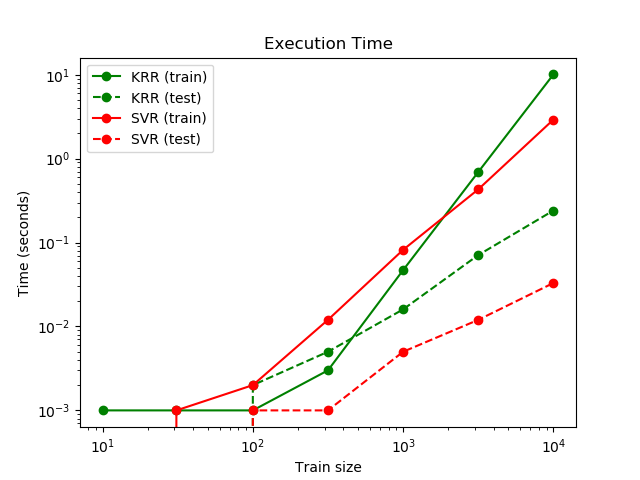 Execution Time
KRR (train)
KRR (test)
SVR (train)
SVR (test)
10¹
10⁰
10⁻¹
10⁻²
10⁻³
Time (seconds)
10¹
10²
10³
10⁴
Train size